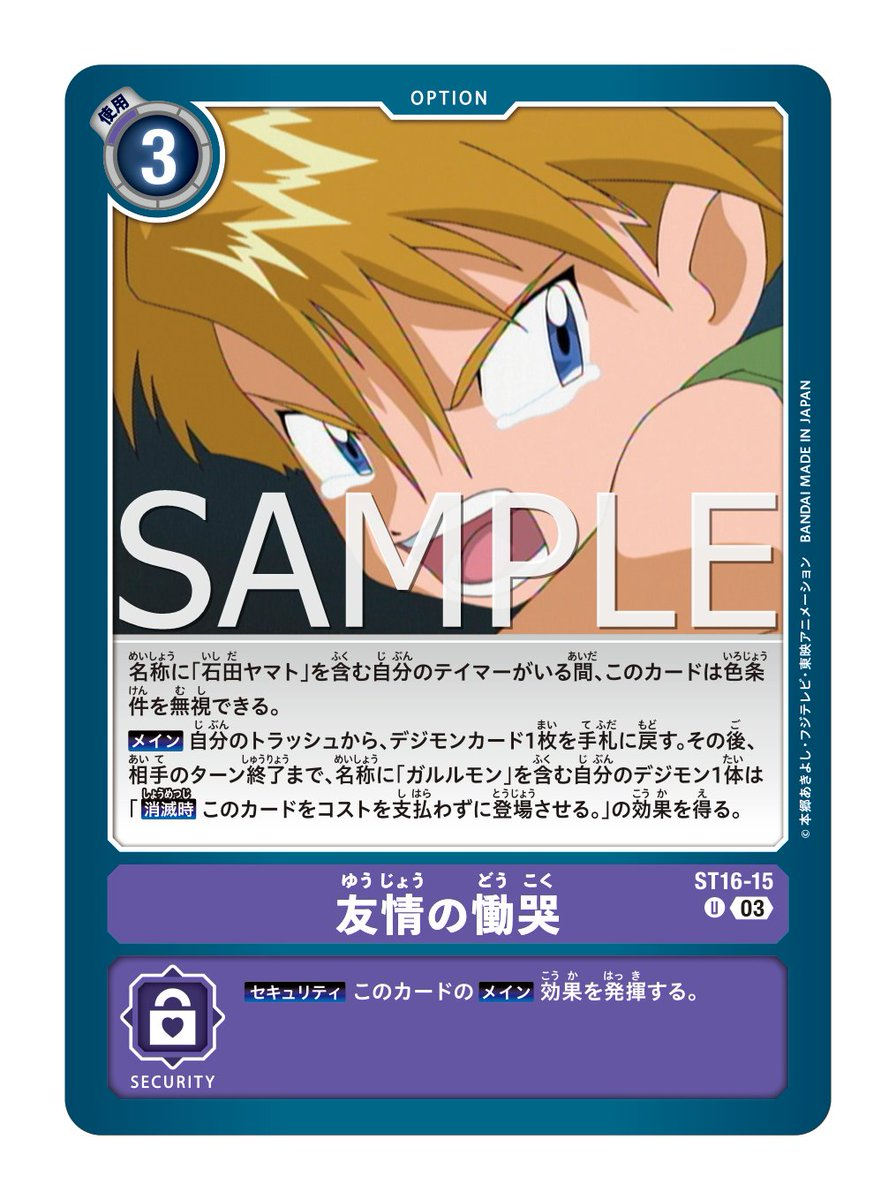 OPTION
使用
3
SAMPLE
名称に「石田ヤマト」を含む自分のテイマーがいる間、このカードは色条
件を無視できる。
メイン 自分のトラッシュから、デジモンカード1枚を手札に戻す。その後、
相手のターン終了まで、名称に「ガルルモン」を含む自分のデジモン1体は
「消滅時 このカードをコストを支払わずに登場させる。」の効果を得る。
©本郷あきよし・フジテレビ・東映アニメーション BANDAI MADE IN JAPAN
ST16-15
友情の慟哭
ゆうじょう どうこく
U 03
セキュリティ このカードの メイン 効果を発揮する。
SECURITY